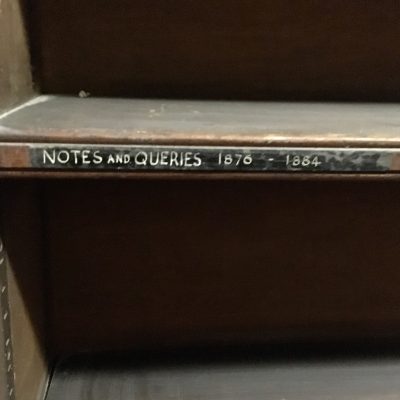 NOTES AND QUERIES 1876 - 1884